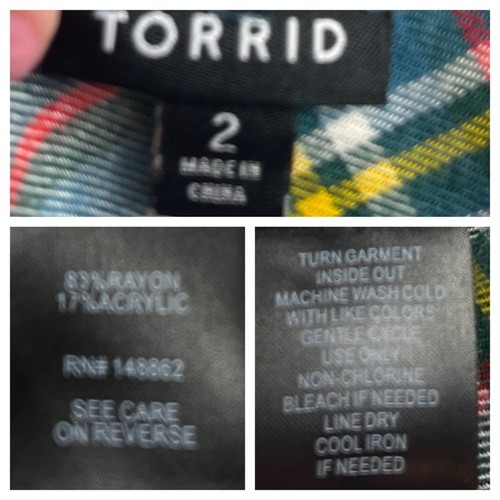 TORRID
2
MADE IN
CHINA
83%RAYON
17%ACRYLIC
RN# 148862
SEE CARE
ON REVERSE
TURN GARMENT
INSIDE OUT
MACHINE WASH COLD
WITH LIKE COLORS
GENTLE CYCLE
USE ONLY
NON-CHLORINE
BLEACH IF NEEDED
LINE DRY
COOL IRON
IF NEEDED